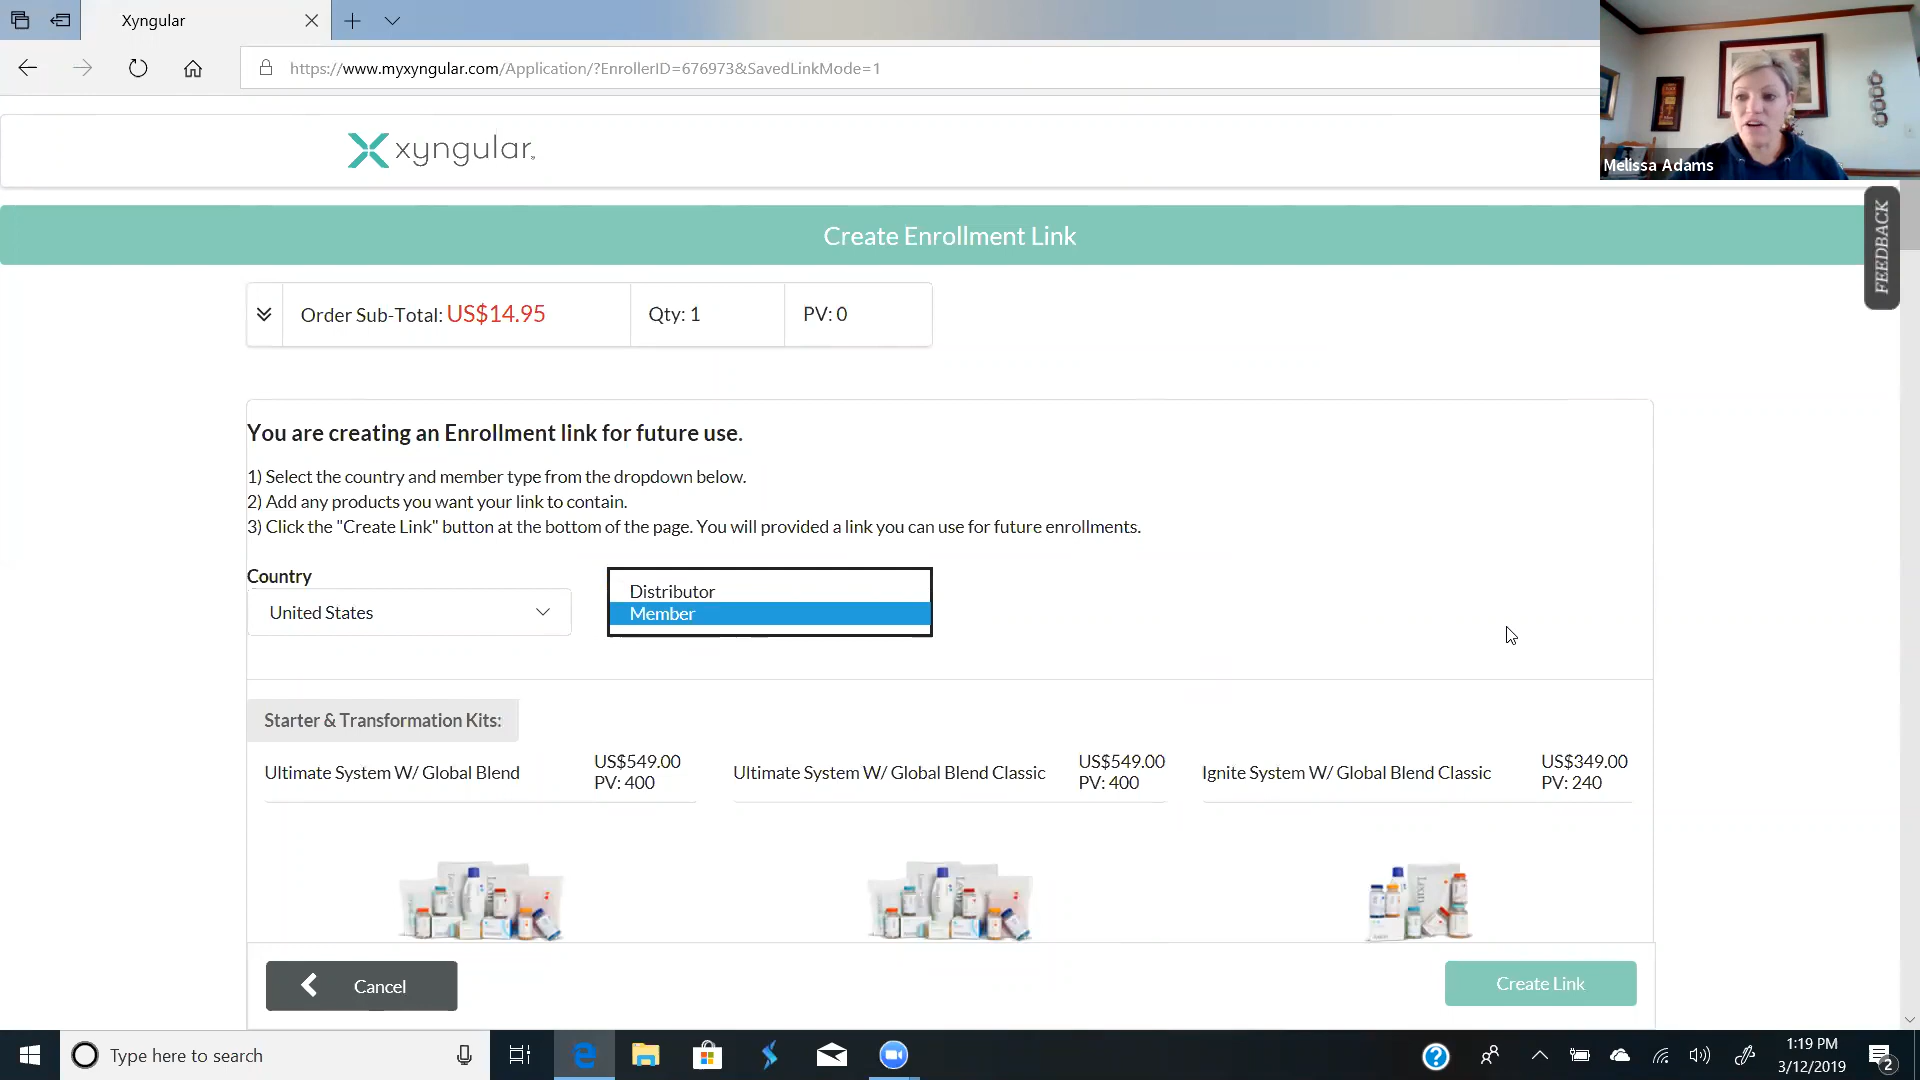 Xyngular
https://www.myxyngular.com/Application/?EnrollerID=676973&SavedLinkMode=1
Melissa Adams
xyngular
FEEDBACK
Create Enrollment Link
Order Sub-Total: US$14.95 Qty: 1 PV: 0
You are creating an Enrollment link for future use.
1) Select the country and member type from the dropdown below.
2) Add any products you want your link to contain.
3) Click the "Create Link" button at the bottom of the page. You will provided a link you can use for future enrollments.
Country
United States
Distributor
Member
Starter & Transformation Kits:
Ultimate System W/ Global Blend US$549.00 PV: 400
Ultimate System W/ Global Blend Classic US$549.00 PV: 400
Ignite System W/ Global Blend Classic US$349.00 PV: 240
Cancel
Create Link
Type here to search
1:19 PM
3/12/2019
2